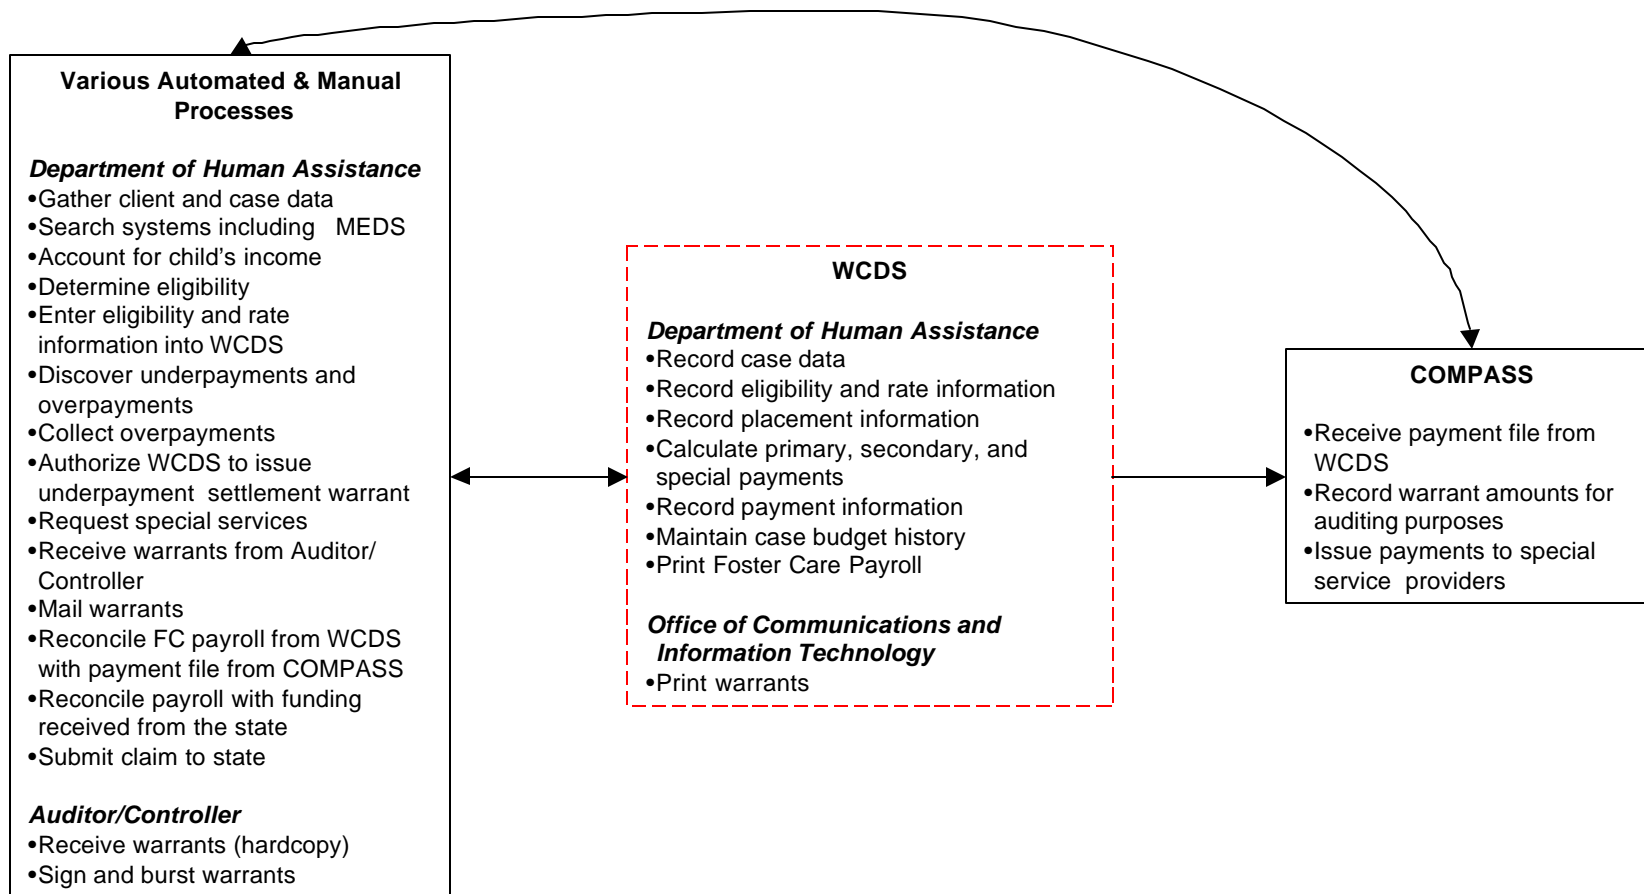 Various Automated & Manual
Processes
Department of Human Assistance
•Gather client and case data
•Search systems including MEDS
•Account for child's income
•Determine eligibility
•Enter eligibility and rate
information into WCDS
•Discover underpayments and
overpayments
•Collect overpayments
•Authorize WCDS to issue
underpayment settlement warrant
•Request special services
•Receive warrants from Auditor/
Controller
•Mail warrants
•Reconcile FC payroll from WCDS
with payment file from COMPASS
•Reconcile payroll with funding
received from the state
•Submit claim to state
Auditor/Controller
•Receive warrants (hardcopy)
•Sign and burst warrants
WCDS
Department of Human Assistance
•Record case data
•Record eligibility and rate information
•Record placement information
•Calculate primary, secondary, and
special payments
•Record payment information
•Maintain case budget history
•Print Foster Care Payroll
Office of Communications and
Information Technology
•Print warrants
COMPASS
•Receive payment file from
WCDS
•Record warrant amounts for
auditing purposes
•Issue payments to special
service providers